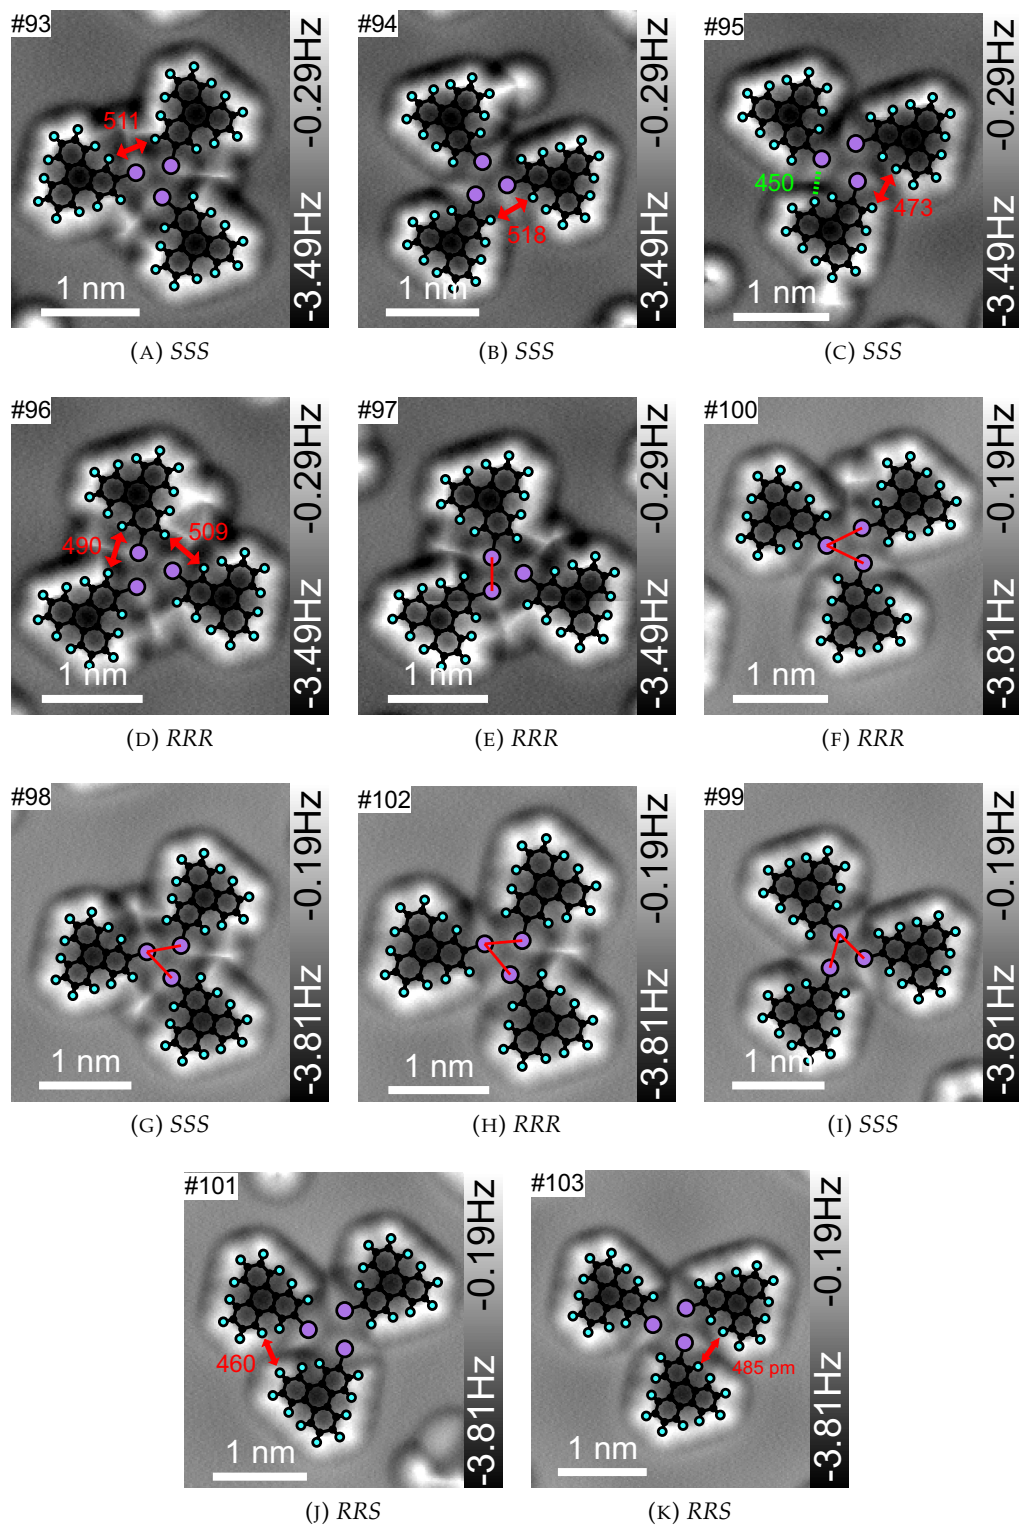 #93
-0.29Hz
511
1 nm
-3.49Hz
(A) SSS
#94
-0.29Hz
518
1 nm
-3.49Hz
(B) SSS
#95
-0.29Hz
450
473
1 nm
-3.49Hz
(C) SSS
#96
-0.29Hz
490
509
1 nm
-3.49Hz
(D) RRR
#97
-0.29Hz
1 nm
-3.49Hz
(E) RRR
#100
-0.19Hz
1 nm
-3.81Hz
(F) RRR
#98
-0.19Hz
1 nm
-3.81Hz
(G) SSS
#102
-0.19Hz
1 nm
-3.81Hz
(H) RRR
#99
-0.19Hz
1 nm
-3.81Hz
(I) SSS
#101
-0.19Hz
460
1 nm
-3.81Hz
(J) RRS
#103
-0.19Hz
485 pm
1 nm
-3.81Hz
(K) RRS